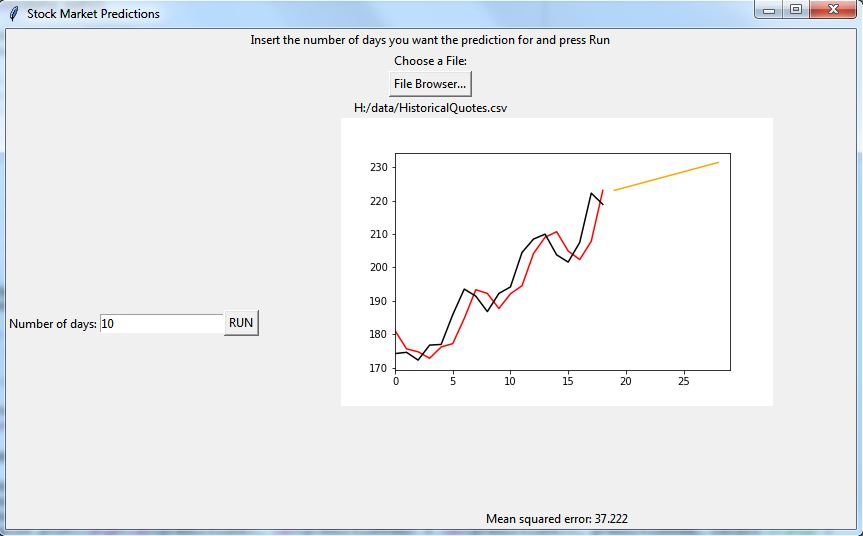 Stock Market Predictions
Insert the number of days you want the prediction for and press Run
Choose a File:
File Browser...
H:/data/HistoricalQuotes.csv
230
220
210
200
190
180
170
0 5 10 15 20 25
Number of days: 10 RUN
Mean squared error: 37.222